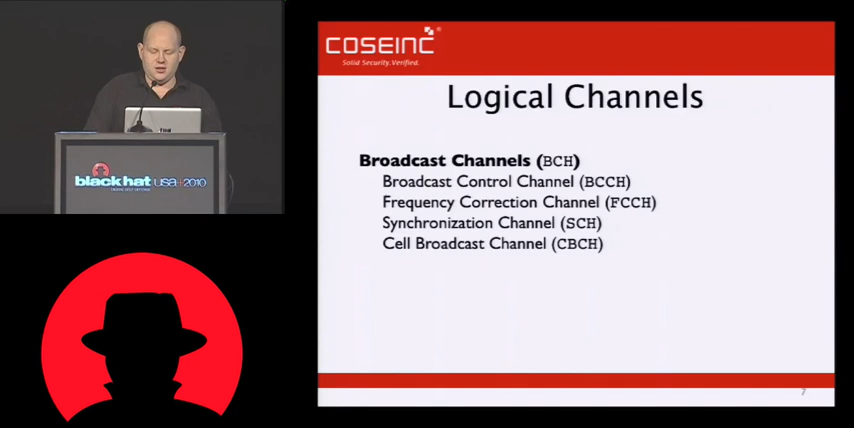 black hat USA+2010
COSEINC
Solid Security. Verified.
Logical Channels
Broadcast Channels (BCH)
Broadcast Control Channel (BCCH)
Frequency Correction Channel (FCCH)
Synchronization Channel (SCH)
Cell Broadcast Channel (CBCH)
7